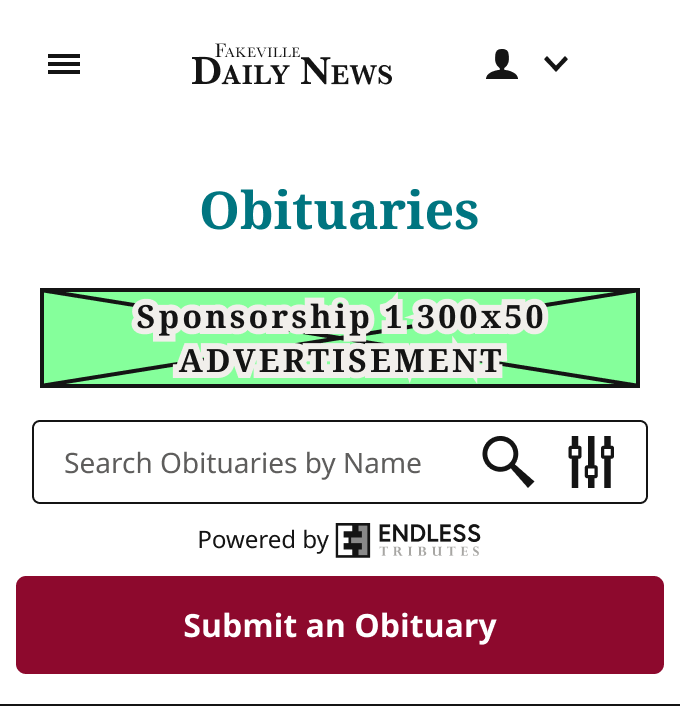 FAKEVILLE
DAILY NEWS
Obituaries
Sponsorship 1 300x50
ADVERTISEMENT
Search Obituaries by Name
Powered by ENDLESS
TRIBUTES
Submit an Obituary